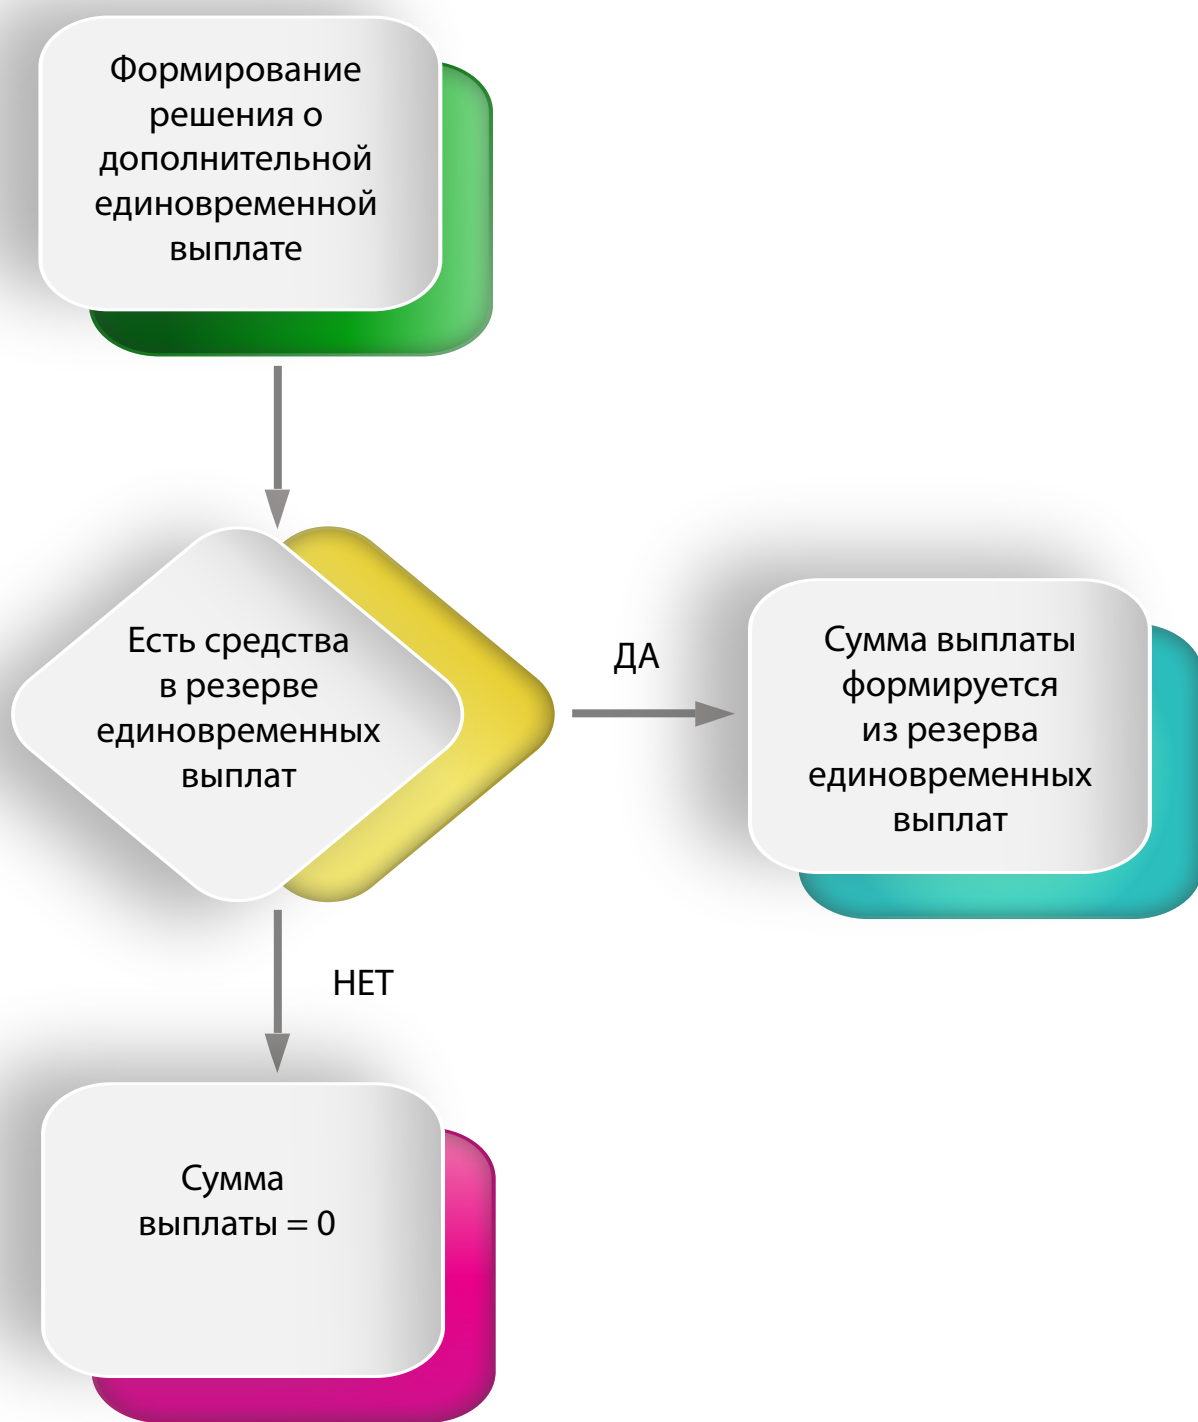 Формирование
решения о
дополнительной
единовременной
выплате
Есть средства
в резерве
единовременных
выплат
ДА
Сумма выплаты
формируется
из резерва
единовременных
выплат
НЕТ
Сумма
выплаты = 0